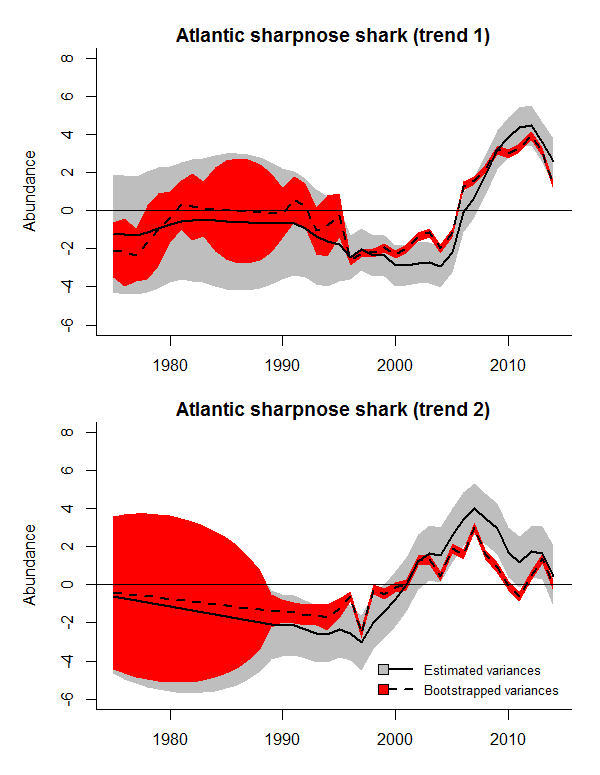 Atlantic sharpnose shark (trend 1)
8
6
4
2
0
-2
-4
-6
Abundance
1980 1990 2000 2010
Atlantic sharpnose shark (trend 2)
8
6
4
2
0
-2
-4
-6
Abundance
Estimated variances
Bootstrapped variances
1980 1990 2000 2010